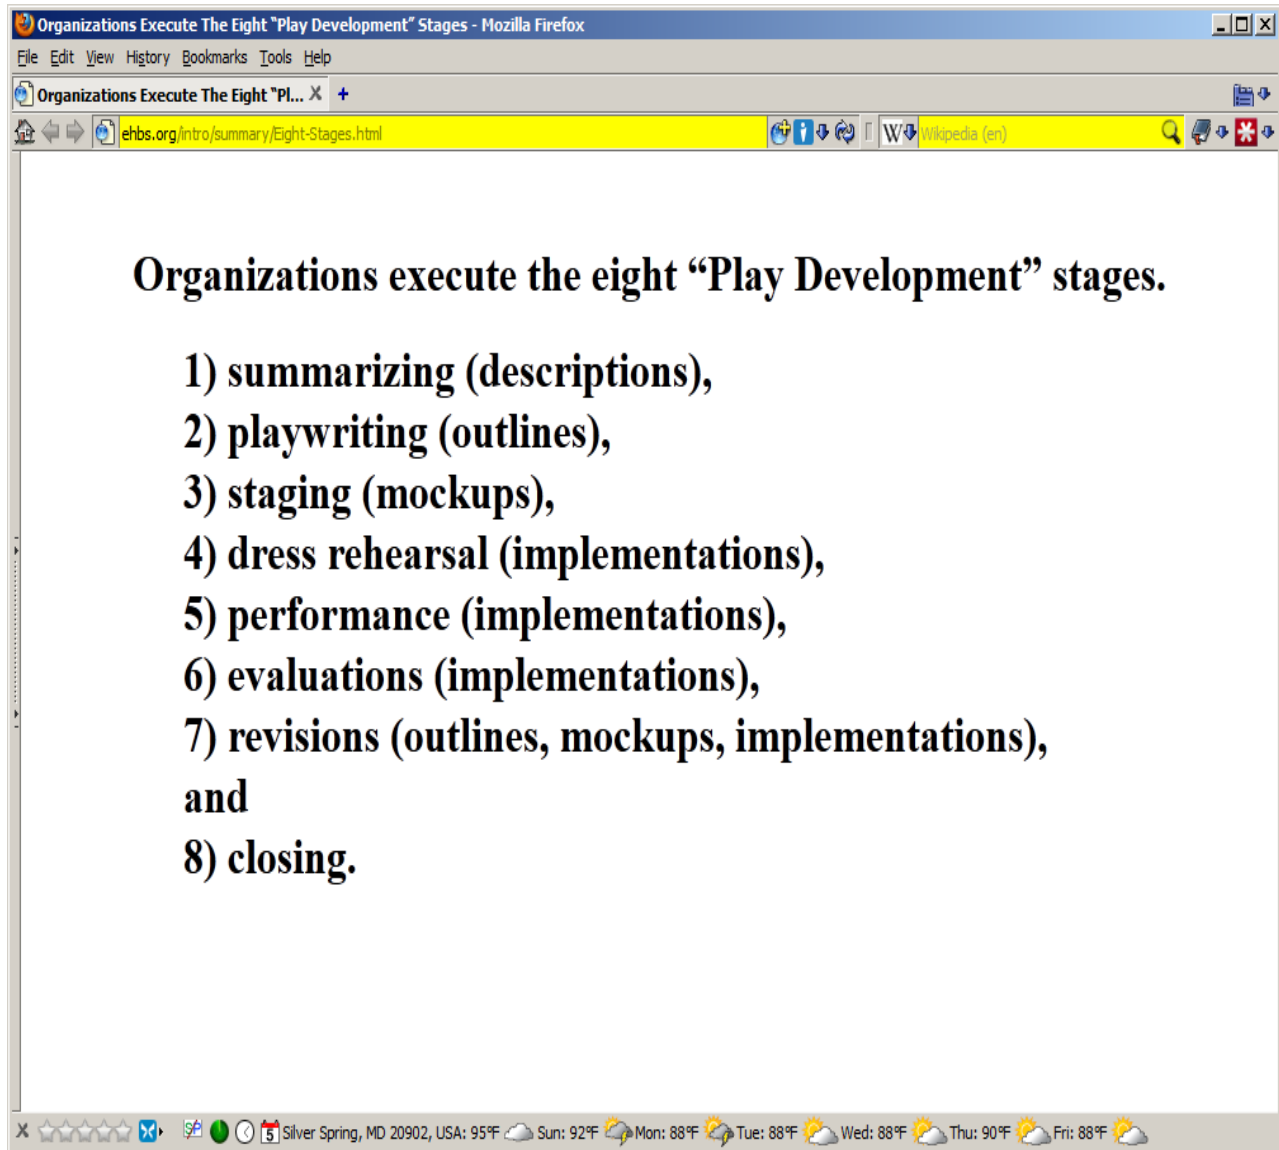 Organizations Execute The Eight “Play Development” Stages - Mozilla Firefox
File Edit View History Bookmarks Tools Help
Organizations Execute The Eight “Pl... X +
ehbs.org/intro/summary/Eight-Stages.html W Wikipedia (en)
Organizations execute the eight “Play Development” stages.
1) summarizing (descriptions),
2) playwriting (outlines),
3) staging (mockups),
4) dress rehearsal (implementations),
5) performance (implementations),
6) evaluations (implementations),
7) revisions (outlines, mockups, implementations),
and
8) closing.
X SP 5 Silver Spring, MD 20902, USA: 95°F Sun: 92°F Mon: 88°F Tue: 88°F Wed: 88°F Thu: 90°F Fri: 88°F